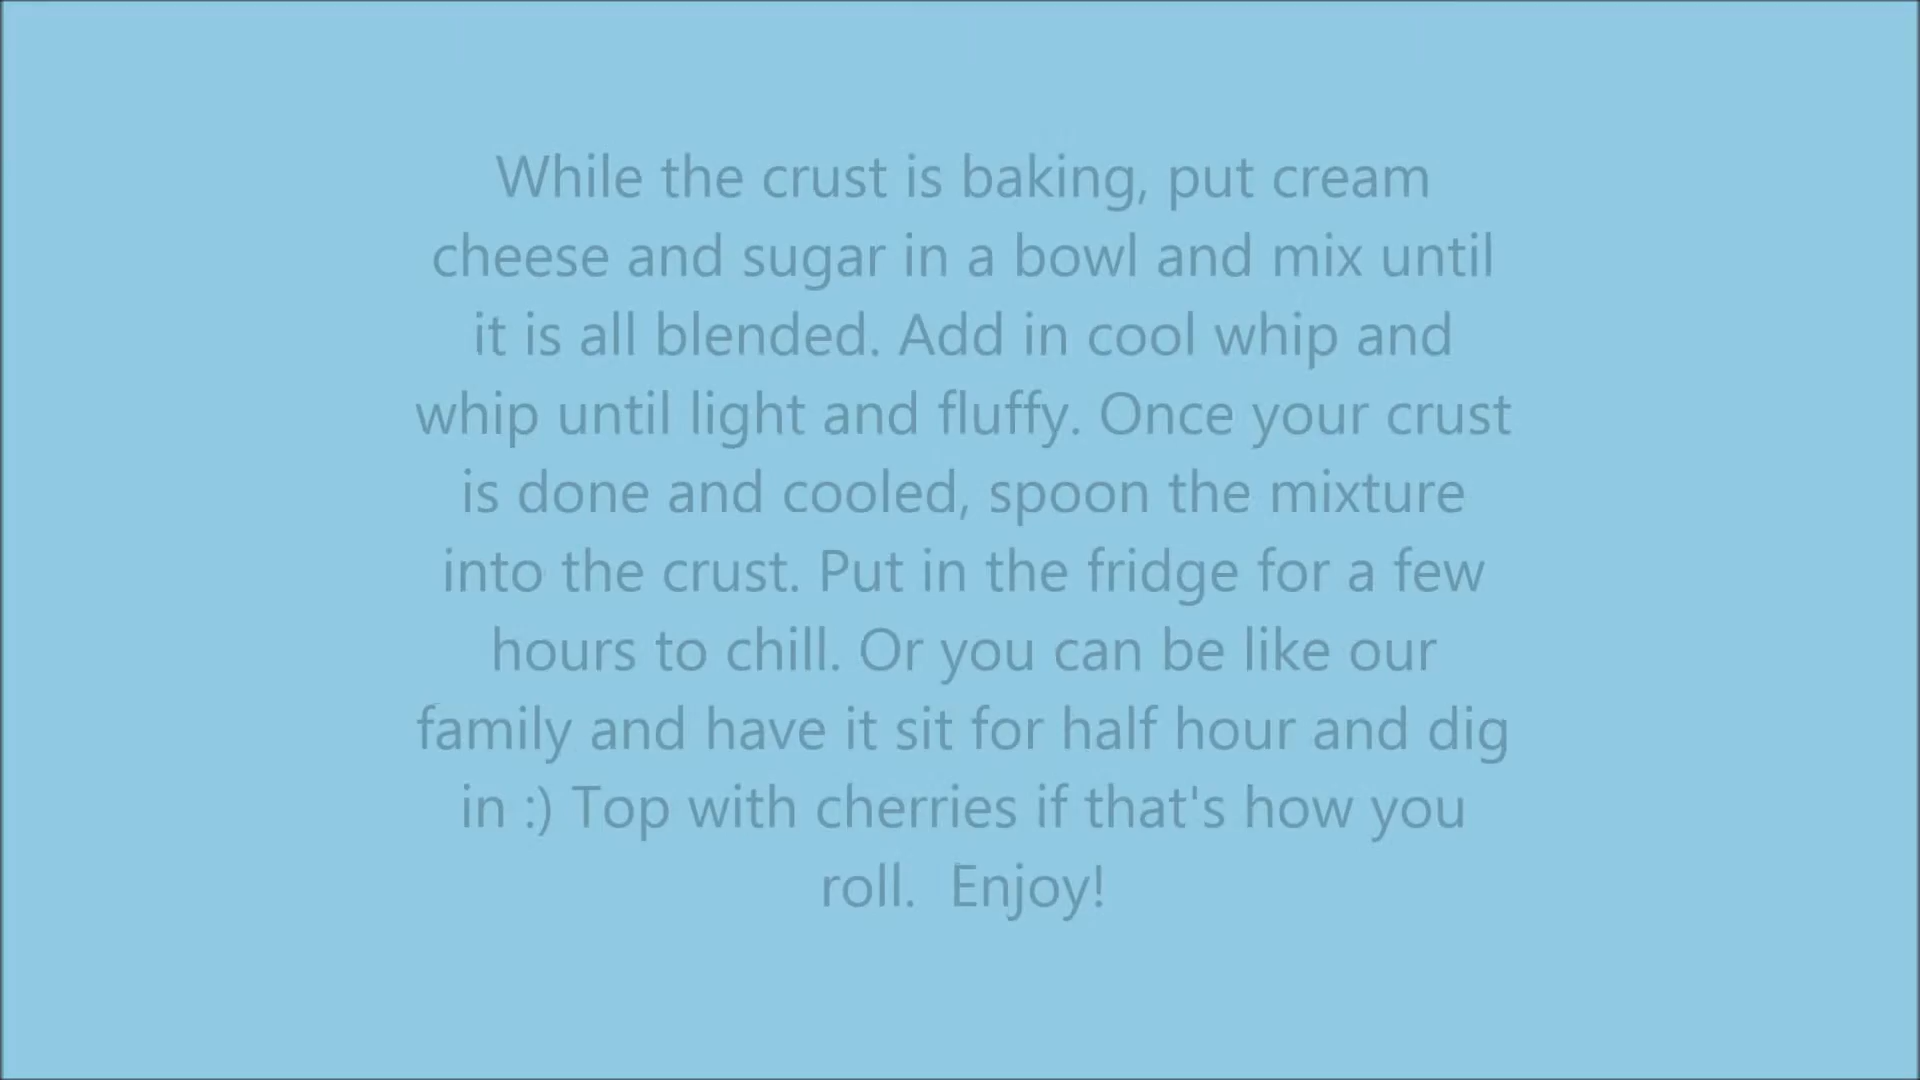 While the crust is baking, put cream
cheese and sugar in a bowl and mix until
it is all blended. Add in cool whip and
whip until light and fluffy. Once your crust
is done and cooled, spoon the mixture
into the crust. Put in the fridge for a few
hours to chill. Or you can be like our
family and have it sit for half hour and dig
in :) Top with cherries if that's how you
roll.  Enjoy!